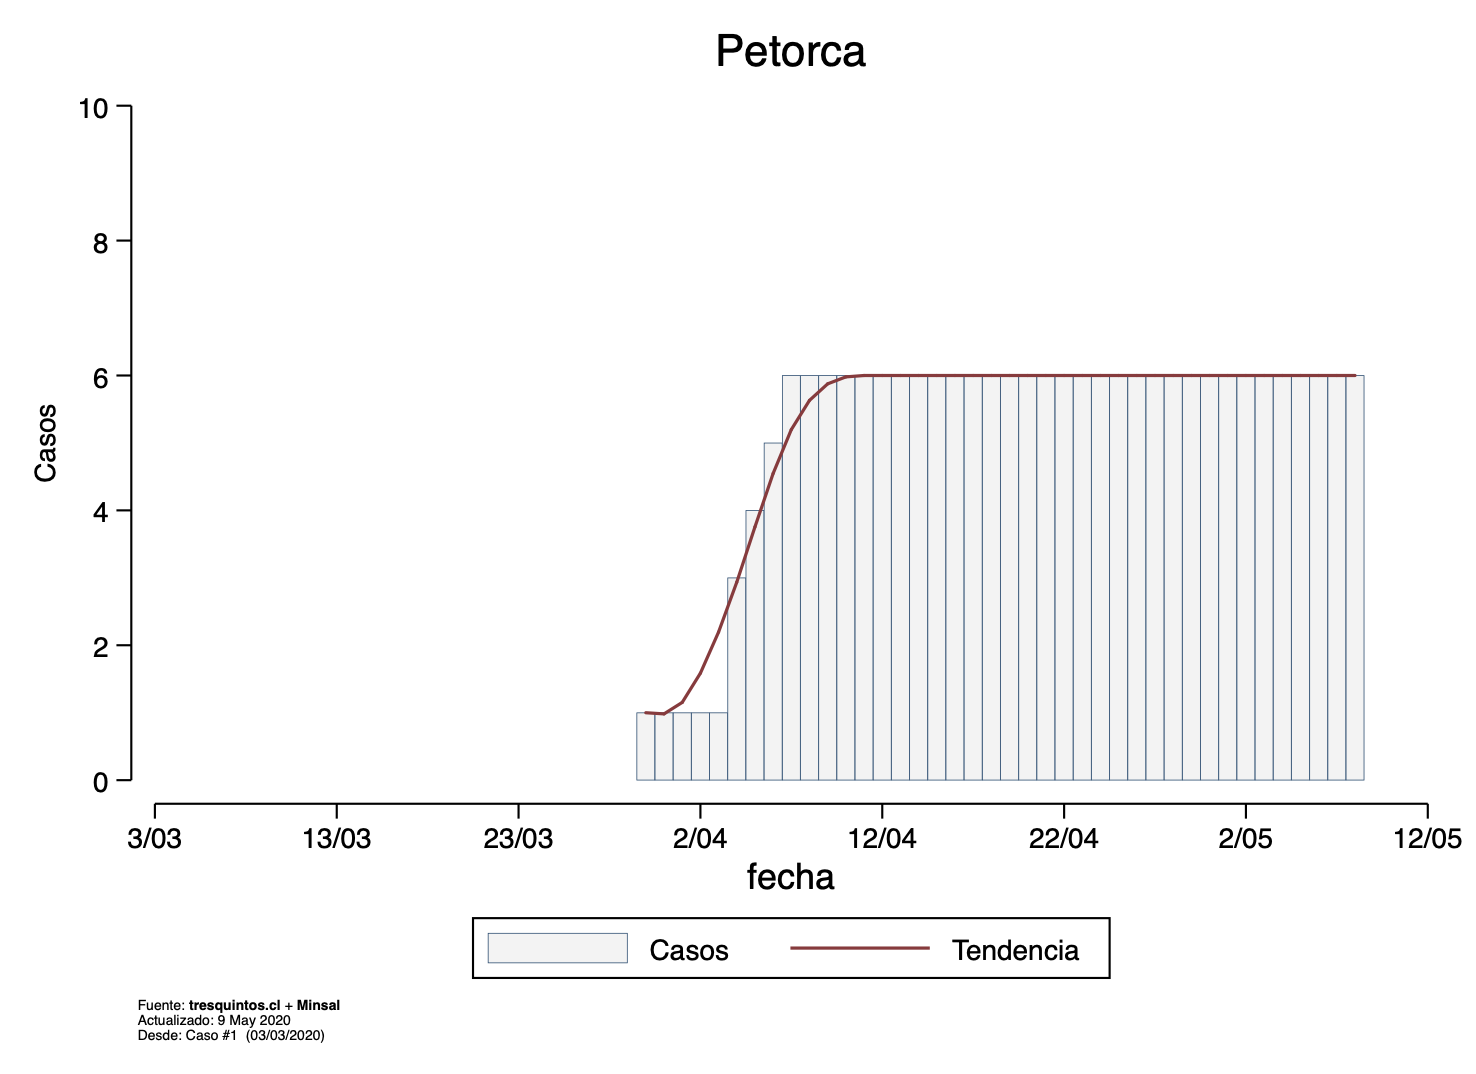 Petorca
10
8
6
4
2
0
Casos
3/03 13/03 23/03 2/04 12/04 22/04 2/05 12/05
fecha
Casos Tendencia
Fuente: tresquintos.cl + Minsal
Actualizado: 9 May 2020
Desde: Caso #1 (03/03/2020)